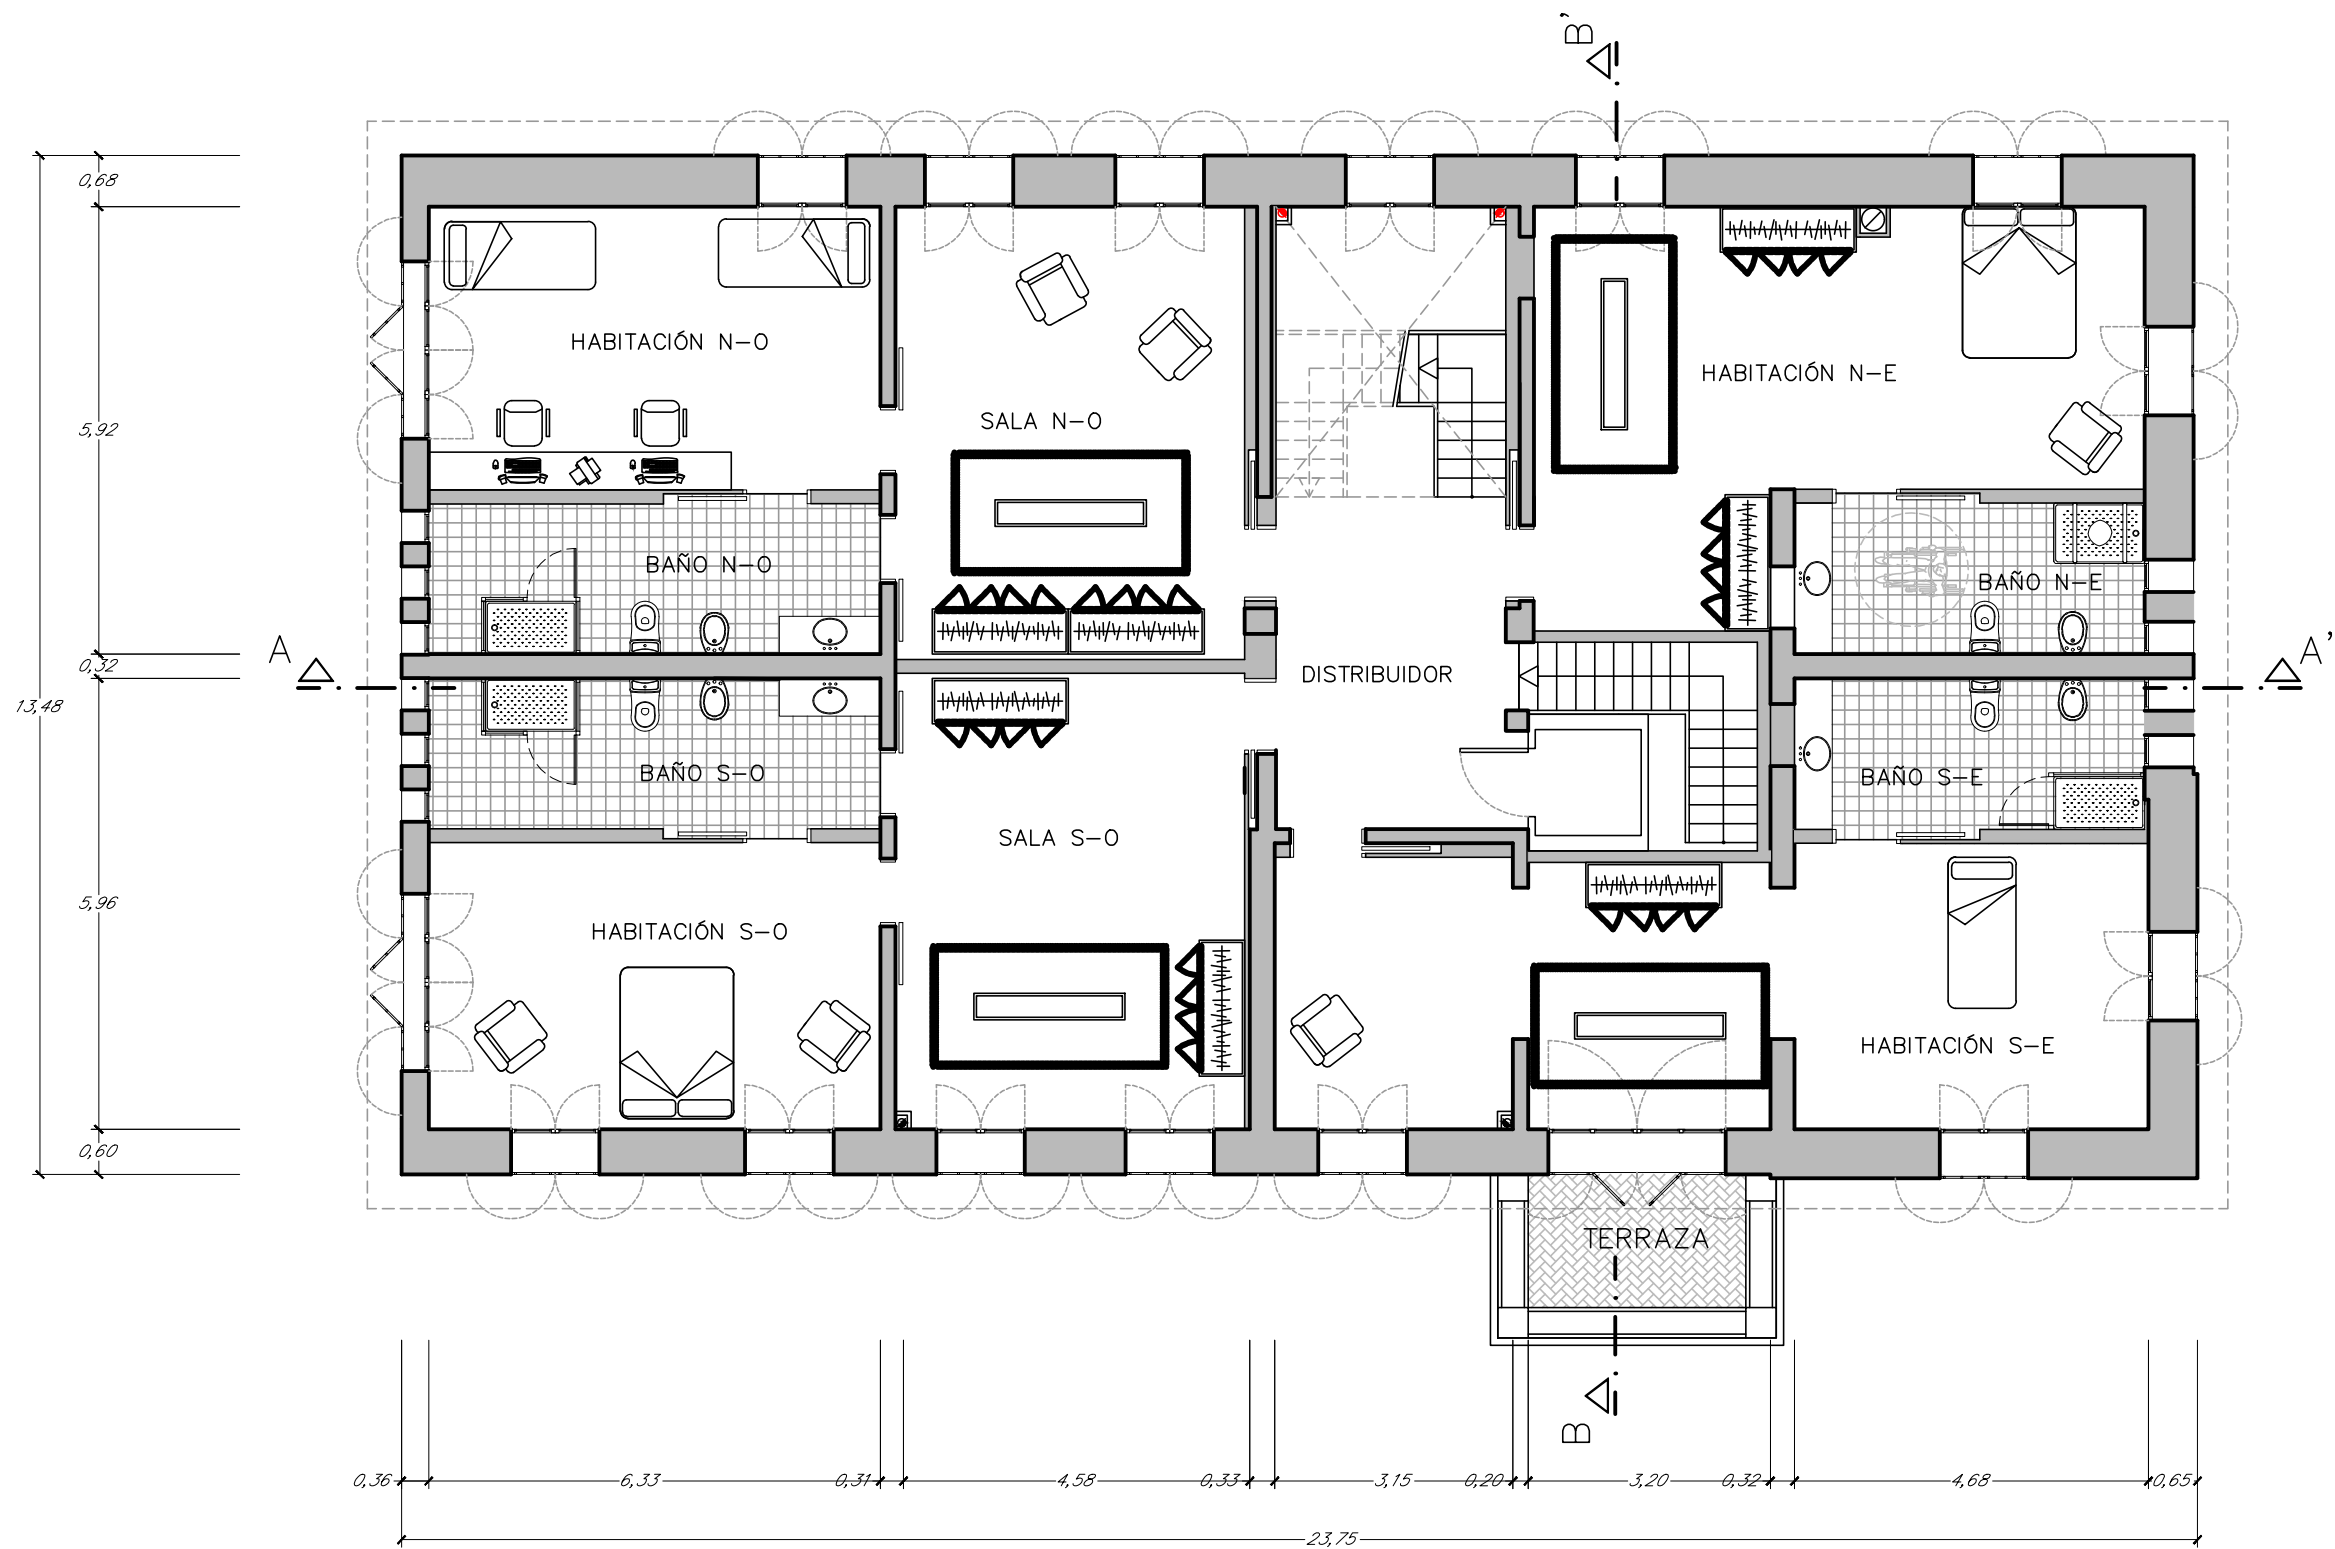 B'
0,68
HABITACIÓN N-O
HABITACIÓN N-E
SALA N-O
5,92
BAÑO N-O
BAÑO N-E
A
A'
0,32
DISTRIBUIDOR
13,48
BAÑO S-O
BAÑO S-E
SALA S-O
5,96
HABITACIÓN S-O
HABITACIÓN S-E
0,60
TERRAZA
B
0,36 6,33 0,31 4,58 0,33 3,15 0,20 3,20 0,32 4,68 0,65
23,75